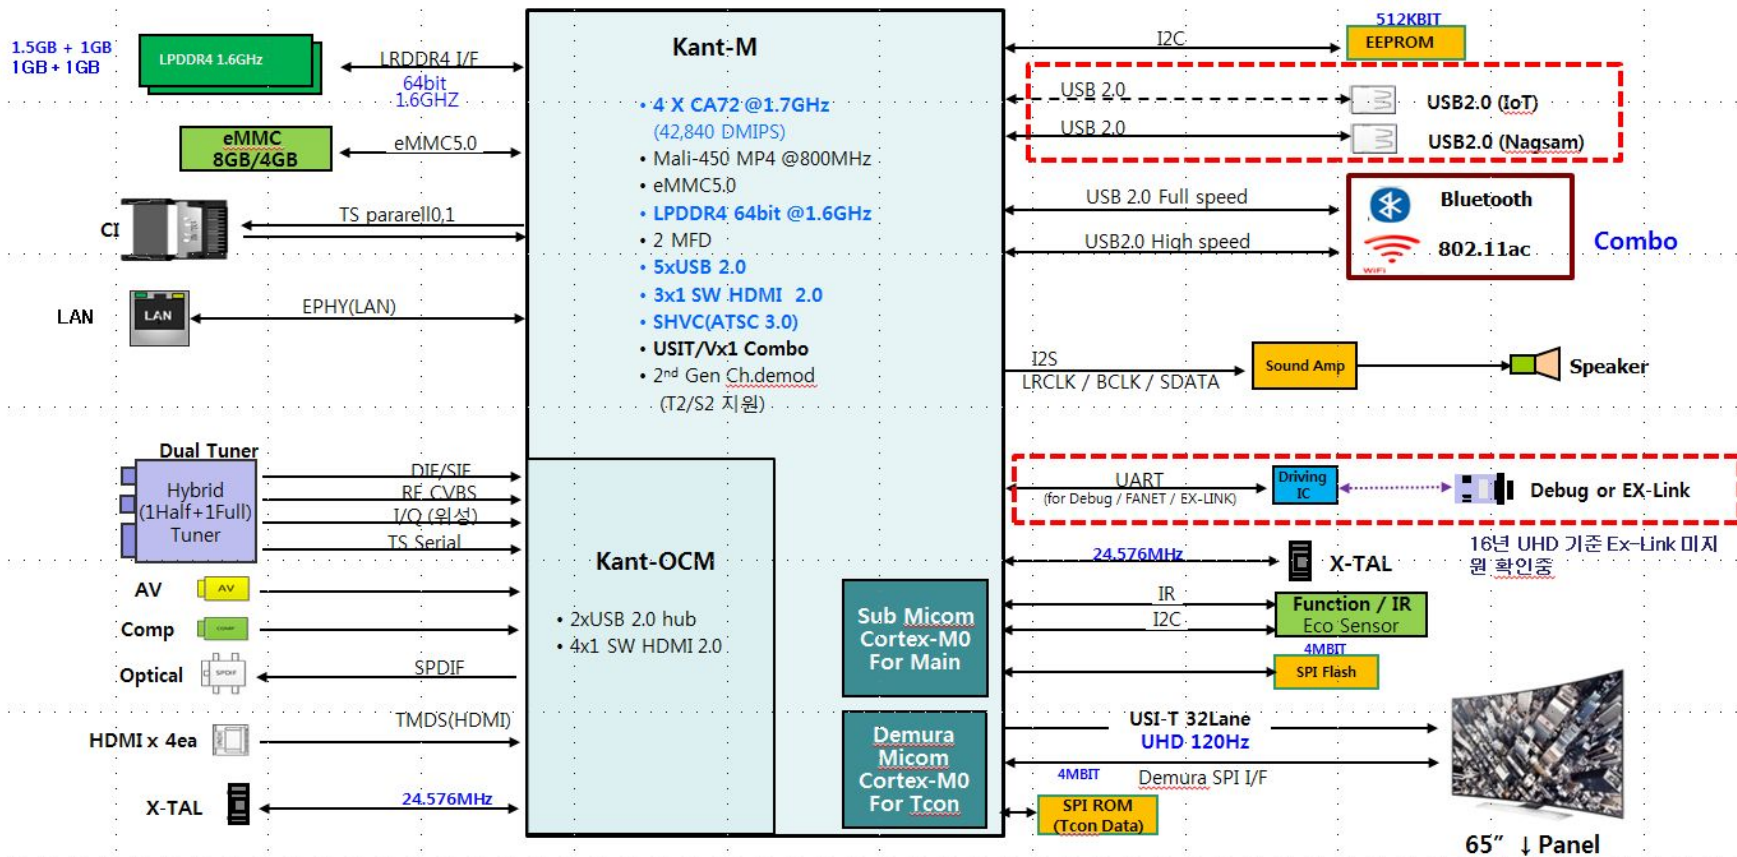 1.5GB + 1GB
1GB + 1GB
LPDDR4 1.6GHz
LRDDR4 I/F
64bit
1.6GHZ
eMMC
8GB/4GB
eMMC5.0
CI
TS pararell0,1
LAN
LAN
EPHY(LAN)
Dual Tuner
Hybrid
(1Half+1Full)
Tuner
DIF/SIF
RF CVBS
I/Q (위성)
TS Serial
AV
AV
Comp
COMP
Optical
SPDIF
SPDIF
HDMI x 4ea
TMDS(HDMI)
X-TAL
24.576MHz
Kant-M
• 4 X CA72 @1.7GHz
(42,840 DMIPS)
• Mali-450 MP4 @800MHz
• eMMC5.0
• LPDDR4 64bit @1.6GHz
• 2 MFD
• 5xUSB 2.0
• 3x1 SW HDMI 2.0
• SHVC(ATSC 3.0)
• USIT/Vx1 Combo
• 2nd Gen Ch.demod
(T2/S2 지원)
Kant-OCM
• 2xUSB 2.0 hub
• 4x1 SW HDMI 2.0
Sub Micom
Cortex-M0
For Main
Demura
Micom
Cortex-M0
For Tcon
I2C
512KBIT
EEPROM
USB 2.0
USB2.0 (IoT)
USB 2.0
USB2.0 (Nagsam)
USB 2.0 Full speed
Bluetooth
USB2.0 High speed
WiFi
802.11ac
Combo
I2S
LRCLK / BCLK / SDATA
Sound Amp
Speaker
UART
(for Debug / FANET / EX-LINK)
Driving
IC
Debug or EX-Link
16년 UHD 기준 Ex-Link 미지
원 확인중
24.576MHz
X-TAL
IR
I2C
Function / IR
Eco Sensor
4MBIT
SPI Flash
USI-T 32Lane
UHD 120Hz
4MBIT
Demura SPI I/F
SPI ROM
(Tcon Data)
65" ↓ Panel